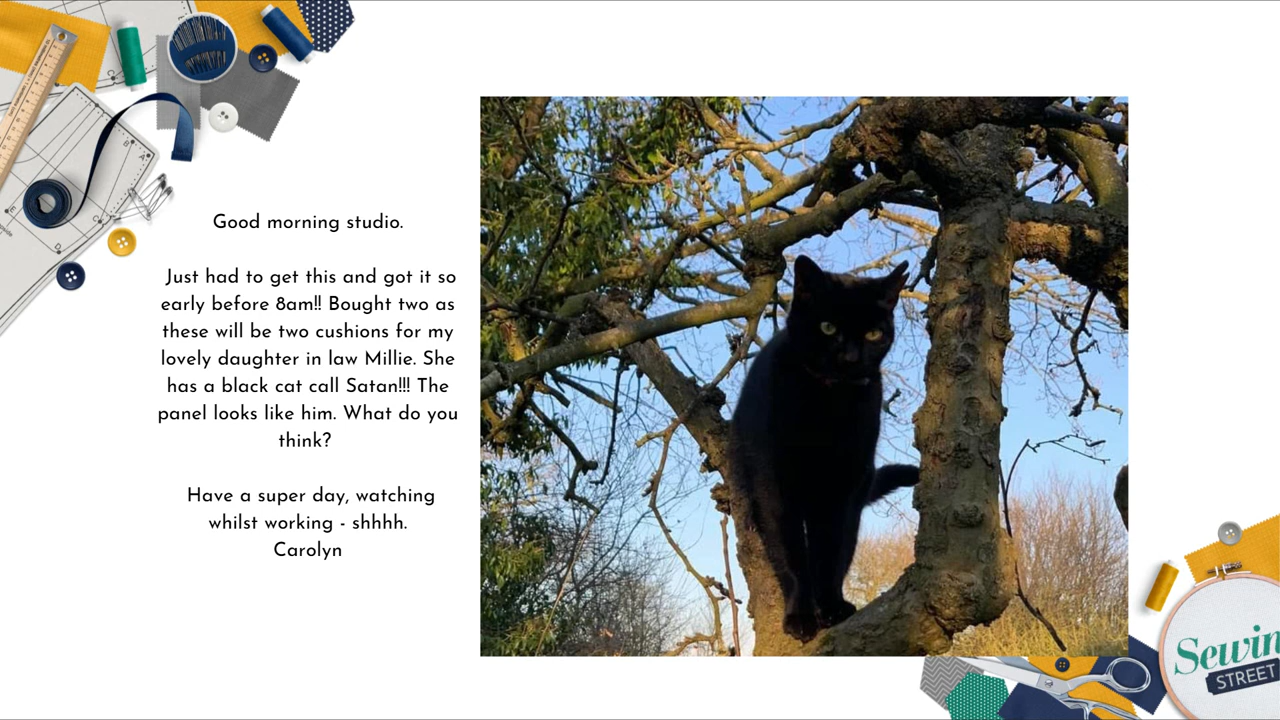 Good morning studio.
Just had to get this and got it so
early before 8am!! Bought two as
these will be two cushions for my
lovely daughter in law Millie. She
has a black cat call Satan!!! The
panel looks like him. What do you
think?
Have a super day, watching
whilst working - shhhh.
Carolyn
Sewin
STREET